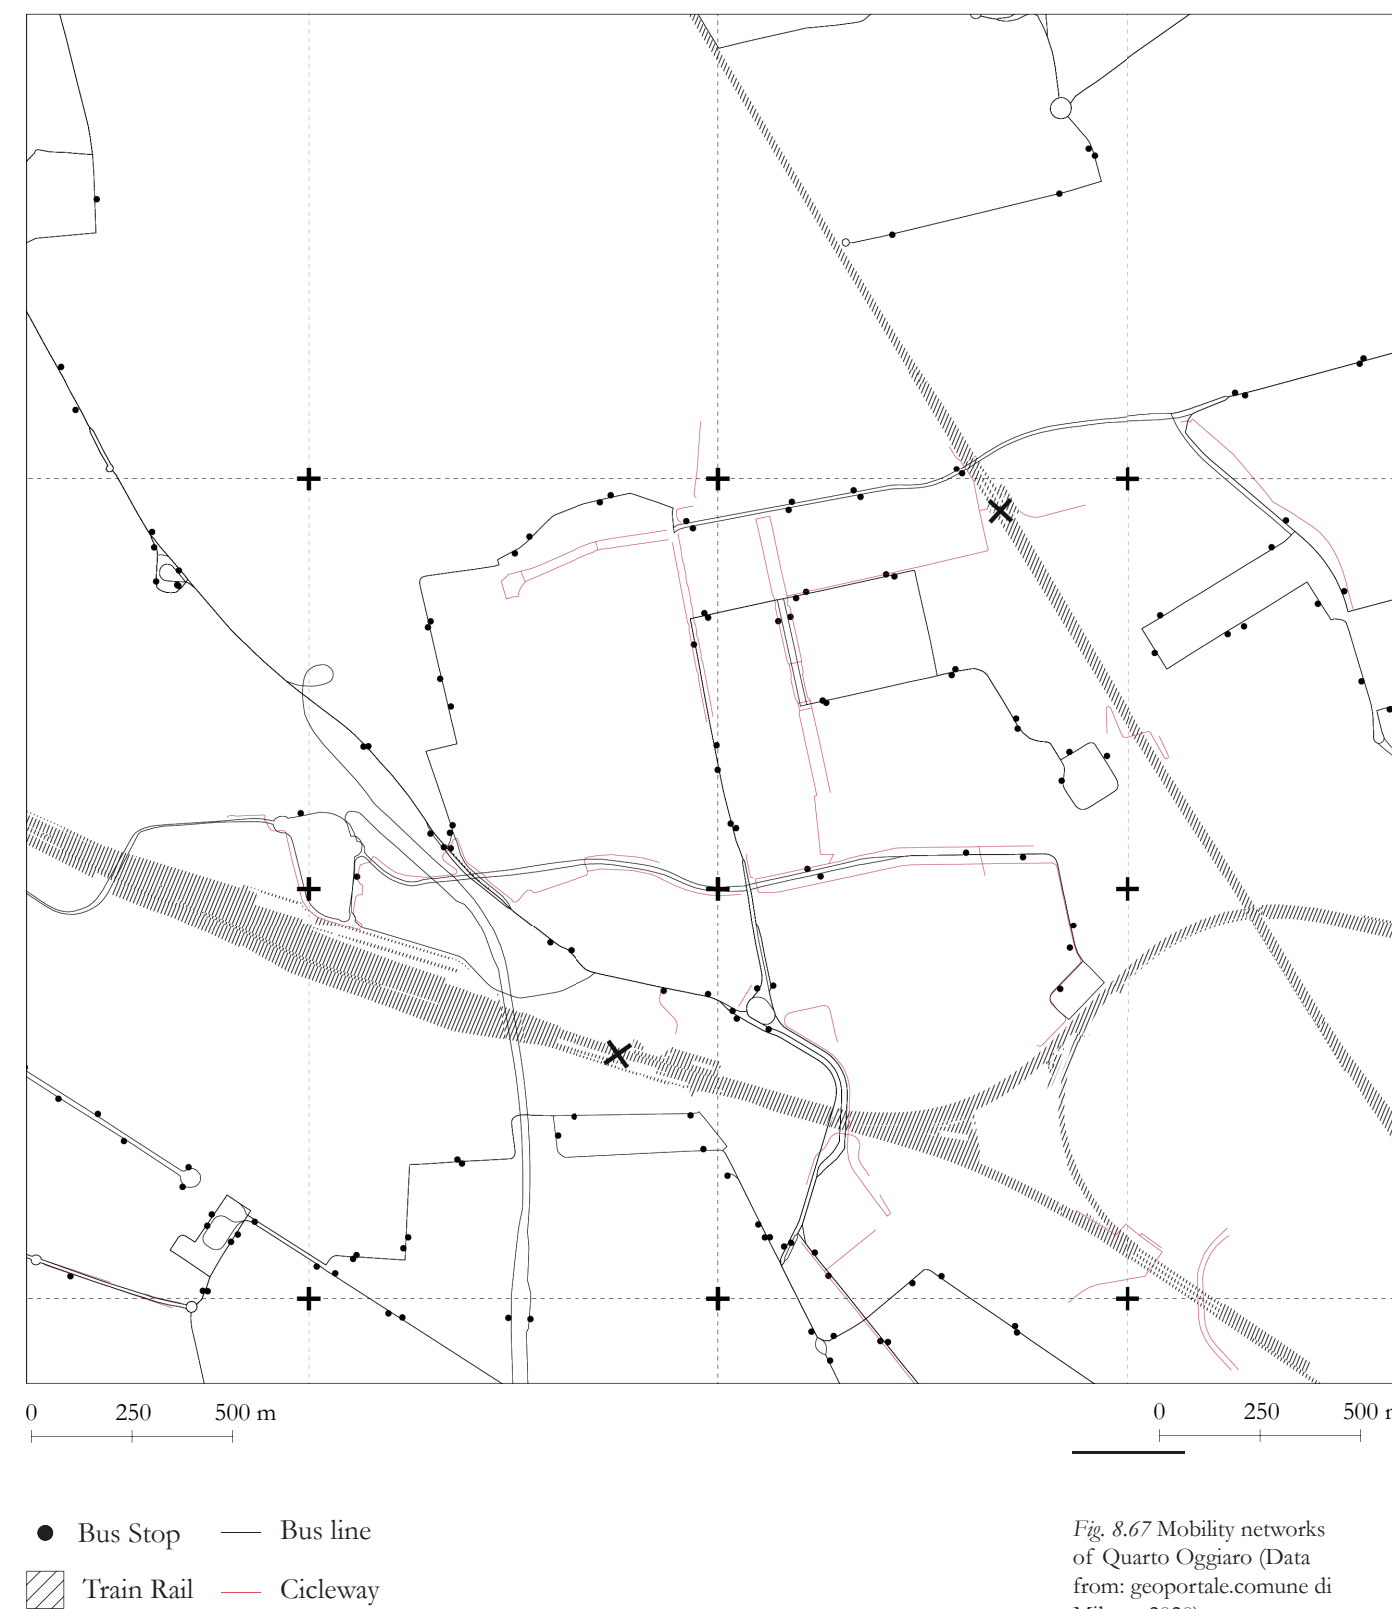 0 250 500 m
0 250 500
Bus Stop
Bus line
Train Rail
Cicleway
Fig. 8.67 Mobility networks
of Quarto Oggiaro (Data
from: geoportale.comune di